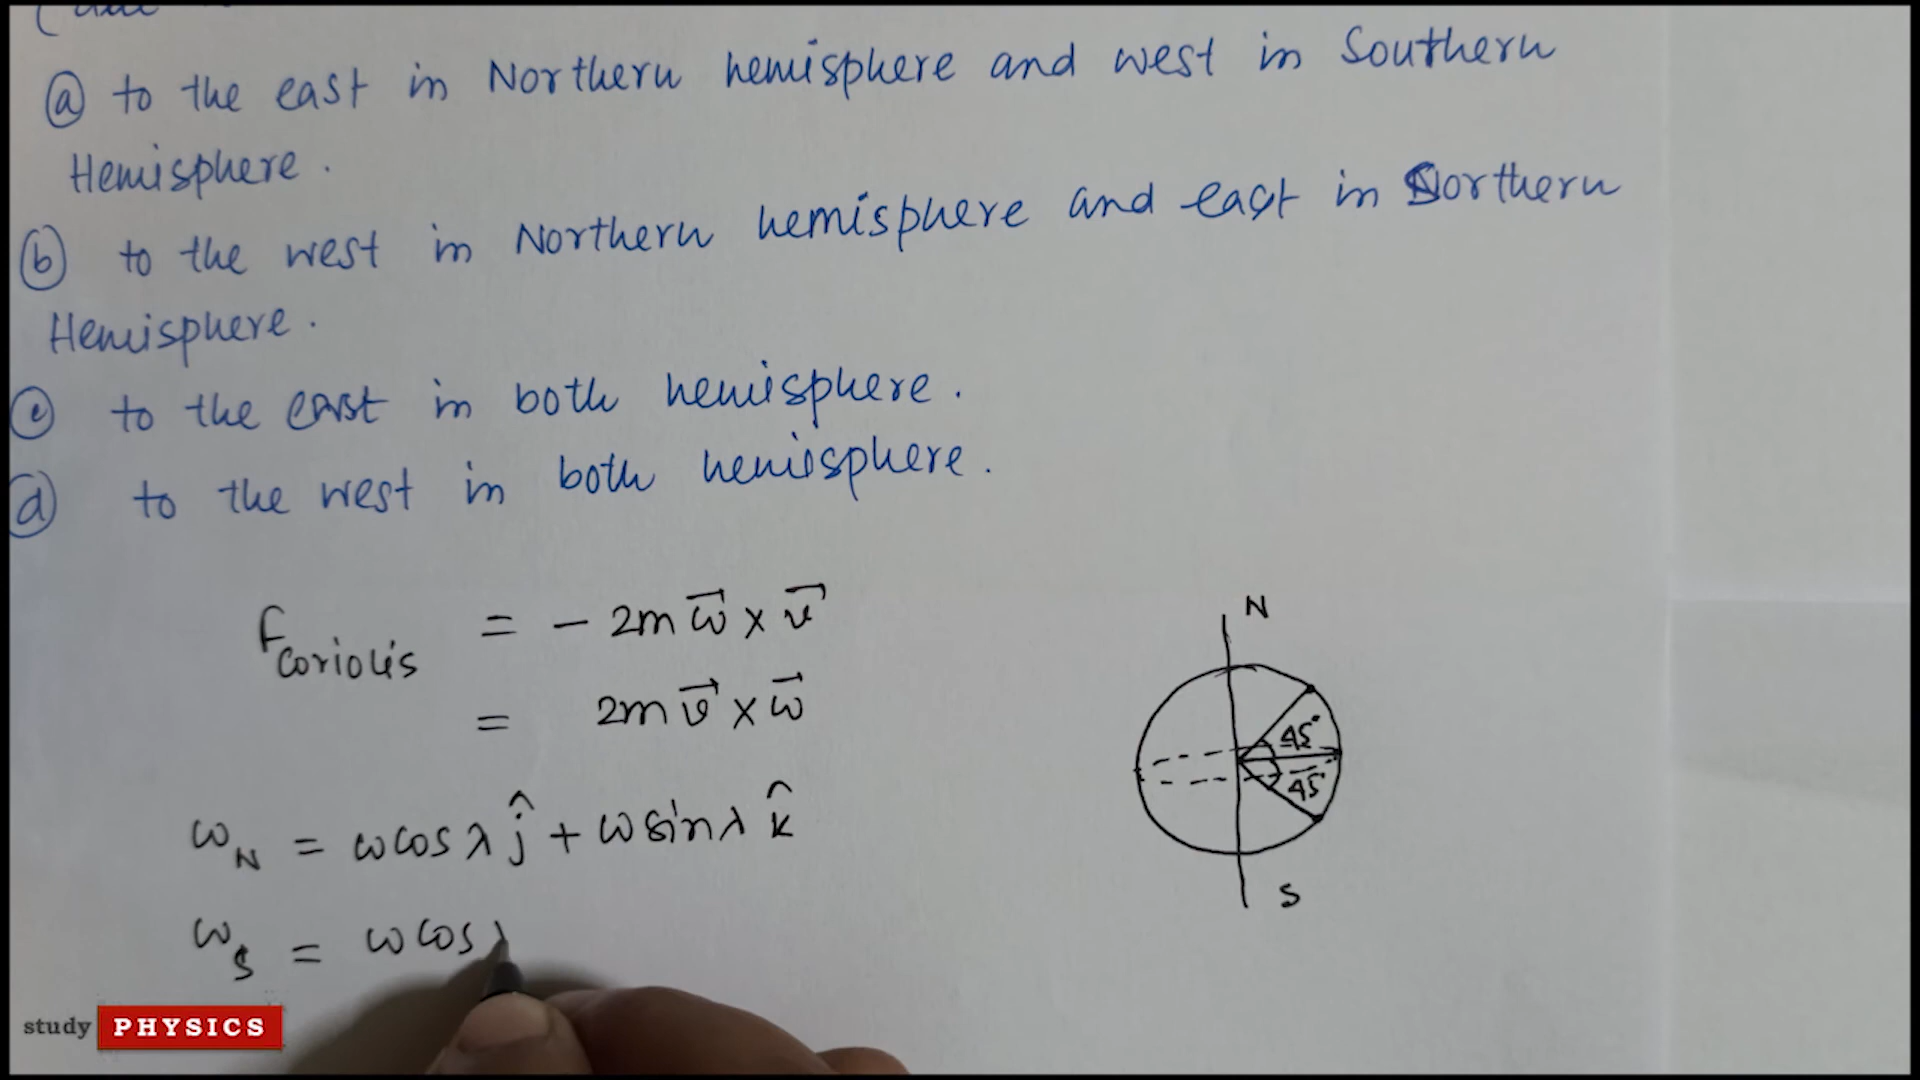 (a) to the east in Northern hemisphere and west in Southern
Hemisphere.
(b) to the west in Northern hemisphere and east in Sorthern
Hemisphere.
(c) to the east in both hemisphere.
(d) to the west in both hemisphere.
F_Coriolis = - 2m ω⃗ × v⃗
= 2m v⃗ × ω⃗
ω_N = ω cos λ ĵ + ω sin λ k̂
ω_S = ω cos λ
N
45°
45°
S
study PHYSICS